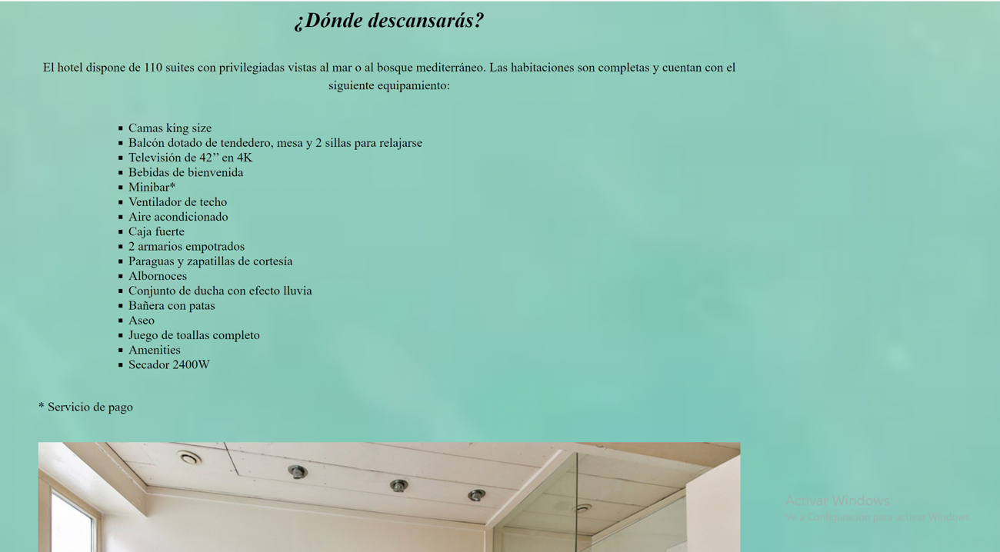 ¿Dónde descansarás?
El hotel dispone de 110 suites con privilegiadas vistas al mar o al bosque mediterráneo. Las habitaciones son completas y cuentan con el
siguiente equipamiento:
Camas king size
Balcón dotado de tendedero, mesa y 2 sillas para relajarse
Televisión de 42’’ en 4K
Bebidas de bienvenida
Minibar*
Ventilador de techo
Aire acondicionado
Caja fuerte
2 armarios empotrados
Paraguas y zapatillas de cortesía
Albornoces
Conjunto de ducha con efecto lluvia
Bañera con patas
Aseo
Juego de toallas completo
Amenities
Secador 2400W
* Servicio de pago
Activar Windows
Ve a Configuración para activar Windows.